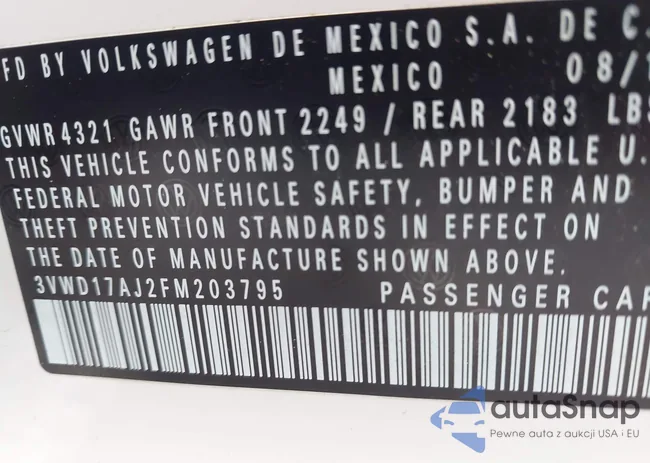 FD BY VOLKSWAGEN DE MEXICO S.A. DE C.
MEXICO 08/1
GVWR 4321 GAWR FRONT 2249 / REAR 2183 LBS
THIS VEHICLE CONFORMS TO ALL APPLICABLE U.
FEDERAL MOTOR VEHICLE SAFETY, BUMPER AND
THEFT PREVENTION STANDARDS IN EFFECT ON
THE DATE OF MANUFACTURE SHOWN ABOVE.
3VWD17AJ2FM203795 PASSENGER CAR
autoSnap
Pewne auta z aukcji USA i EU